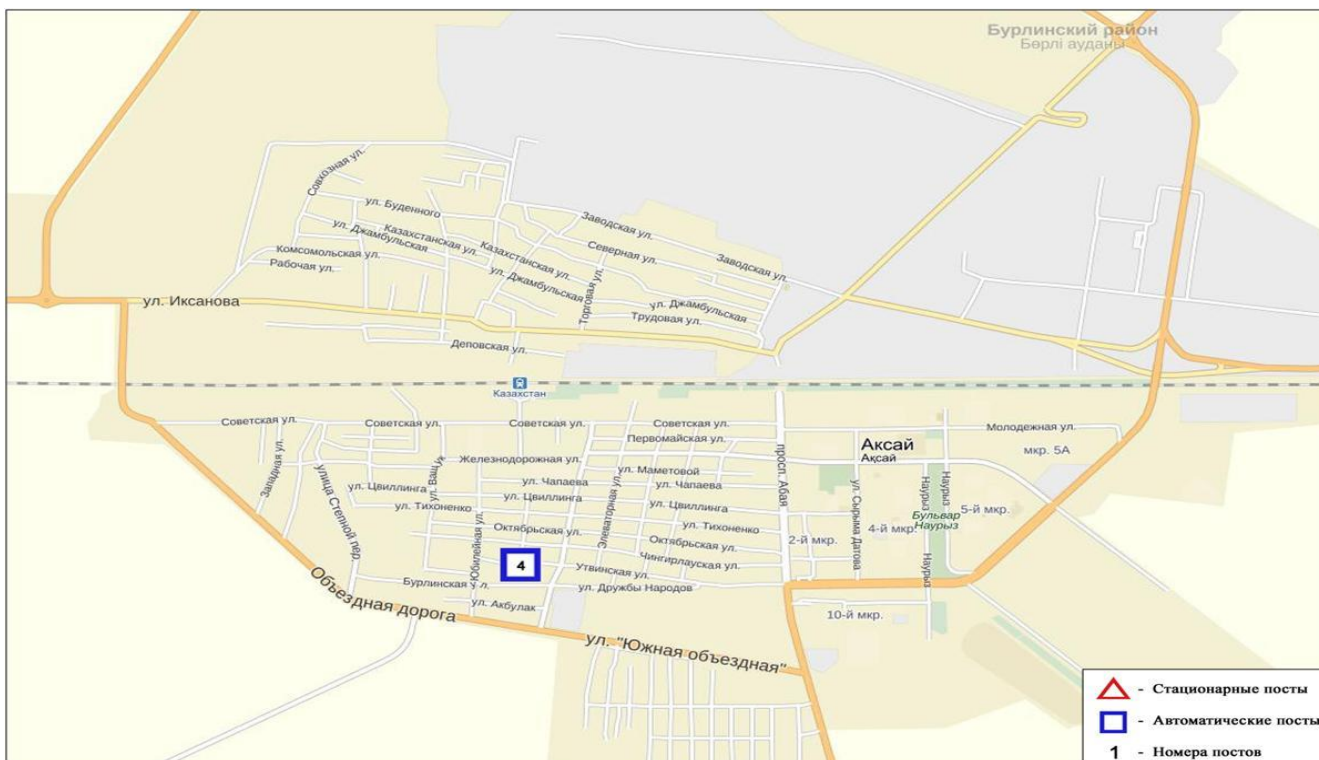 Бурлинский район
Бөрлі ауданы
Совхозная ул.
ул. Буденного
Заводская ул.
ул. Джамбульская
Казахстанская ул.
Казахстанская ул.
Северная ул.
Заводская ул.
Комсомольская ул.
Рабочая ул.
ул. Джамбульская
Торговая ул.
ул. Иксанова
ул. Джамбульская
Трудовая ул.
Деповская ул.
Казахстан
Советская ул.
Советская ул.
Советская ул.
Советская ул.
Молодежная ул.
Первомайская ул.
Аксай
Ақсай
мкр. 5А
Западная ул.
улица Степной пер.
Железнодорожная ул.
ул. Маметовой
просп. Абая
ул. Чапаева
ул. Чапаева
ул. Цвиллинга
ул. Цвиллинга
ул. Цвиллинга
ул. Тихоненко
Элеваторная ул.
ул. Тихоненко
ул. Сырыма Датова
Наурыз
Наурыз
Бульвар
Наурыз
5-й мкр.
4-й мкр.
2-й мкр.
Юбилейная ул.
Октябрьская ул.
Октябрьская ул.
Чингирлауская ул.
4
Утвинская ул.
Наурыз
Бурлинская ул.
ул. Дружбы Народов
ул. Акбулак
10-й мкр.
Объездная дорога
ул. "Южная объездная"
- Стационарные посты
- Автоматические посты
1 - Номера постов